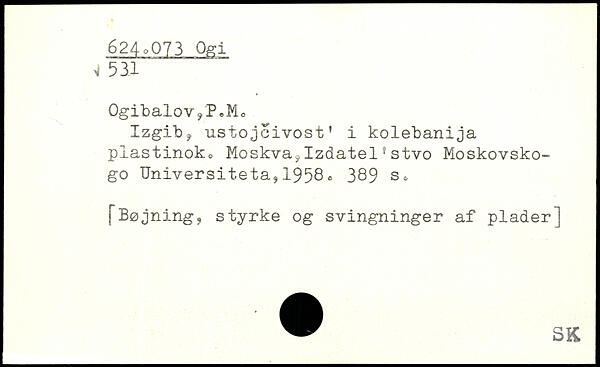 624.073 Ogi
√ 531
Ogibalov,P.M.
Izgib, ustojčivost' i kolebanija
plastinok. Moskva,Izdatel'stvo Moskovsko-
go Universiteta,1958. 389 s.
[Bøjning, styrke og svingninger af plader]
SK